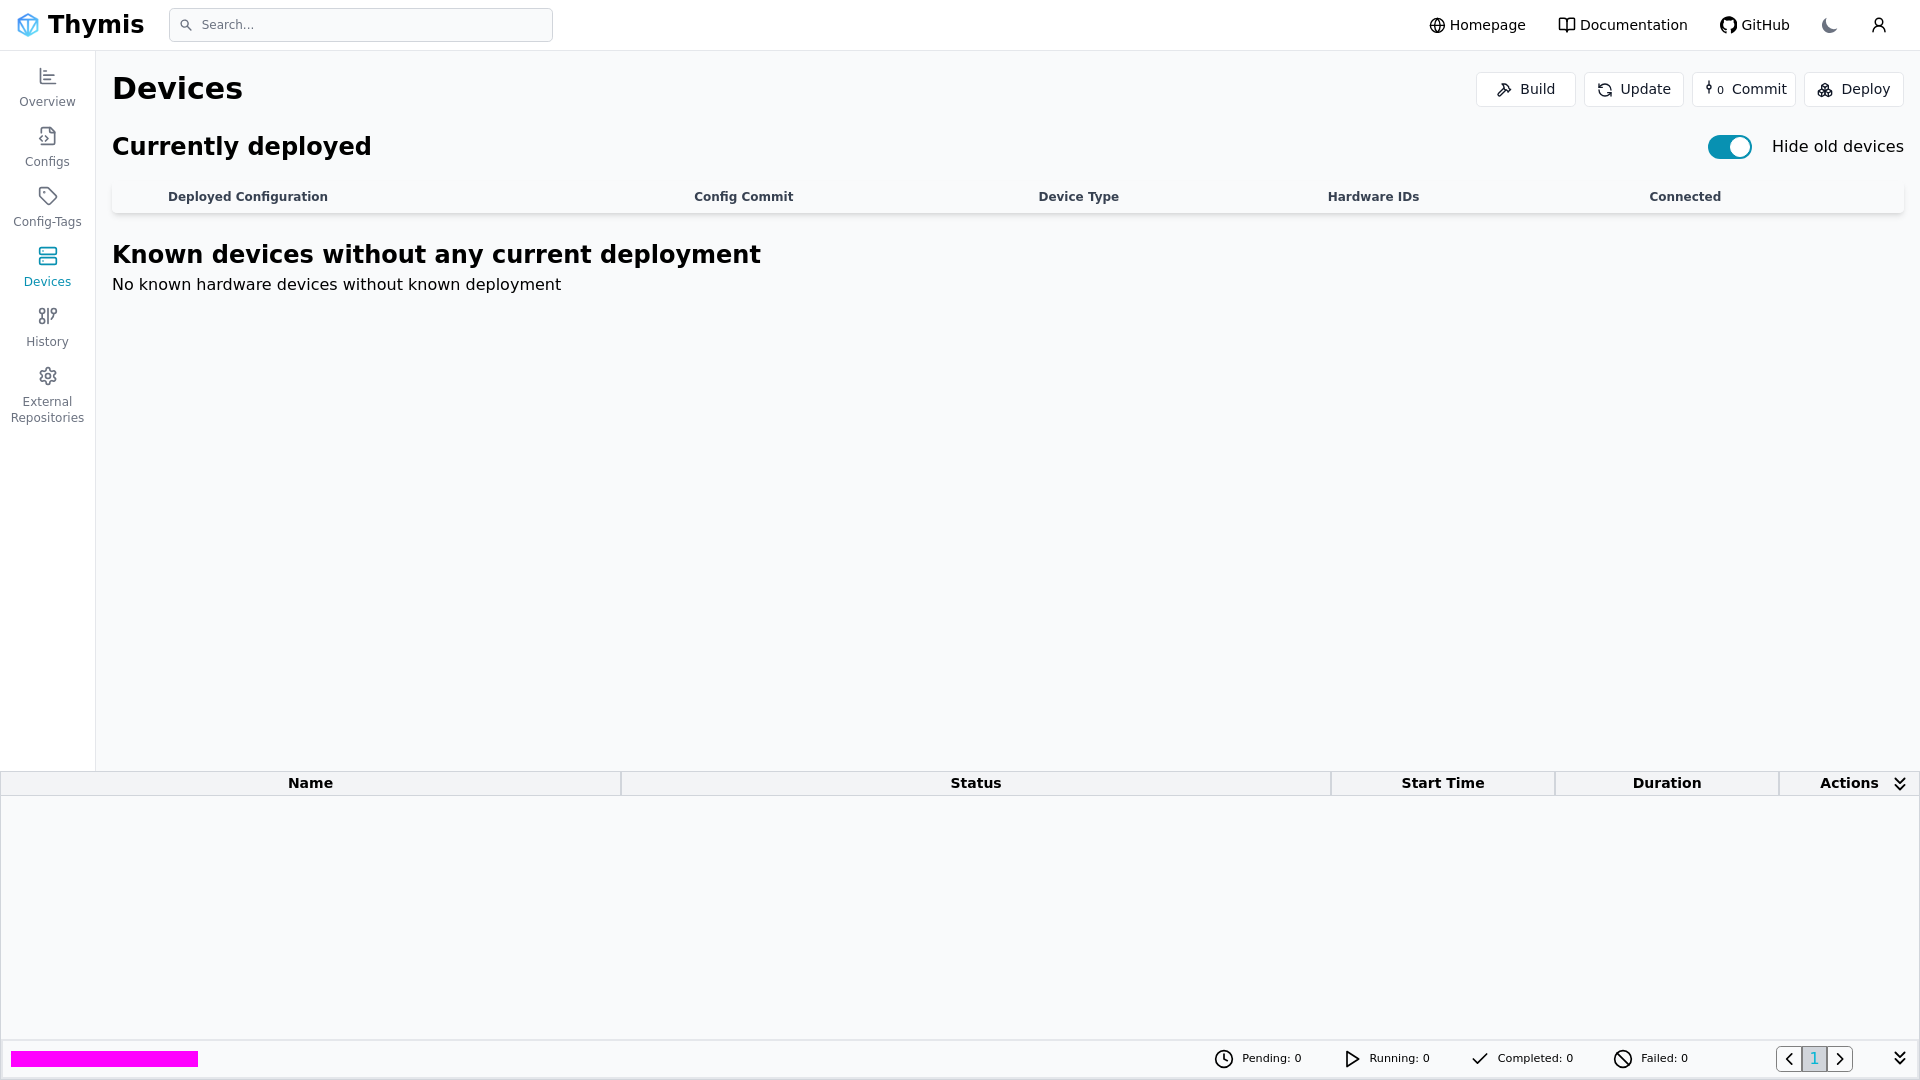 Thymis
Search...
Homepage
Documentation
GitHub
Overview
Configs
Config-Tags
Devices
History
External
Repositories
Devices
Build
Update
0 Commit
Deploy
Currently deployed
Hide old devices
Deployed Configuration
Config Commit
Device Type
Hardware IDs
Connected
Known devices without any current deployment
No known hardware devices without known deployment
Name
Status
Start Time
Duration
Actions
Pending: 0
Running: 0
Completed: 0
Failed: 0
1